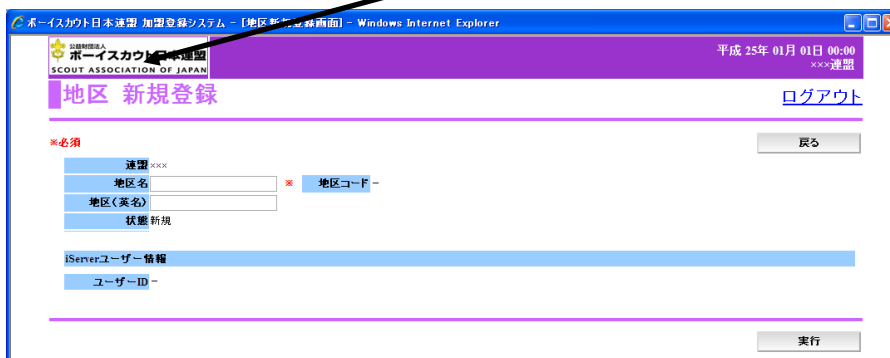 ボーイスカウト日本連盟 加盟登録システム - [地区新規登録画面] - Windows Internet Explorer
公益財団法人
ボーイスカウト日本連盟
SCOUT ASSOCIATION OF JAPAN
平成 25年 01月 01日 00:00
×××連盟
地区 新規登録
ログアウト
※必須
戻る
連盟 ×××
地区名 ※ 地区コード -
地区(英名)
状態 新規
iServerユーザー情報
ユーザーID -
実行